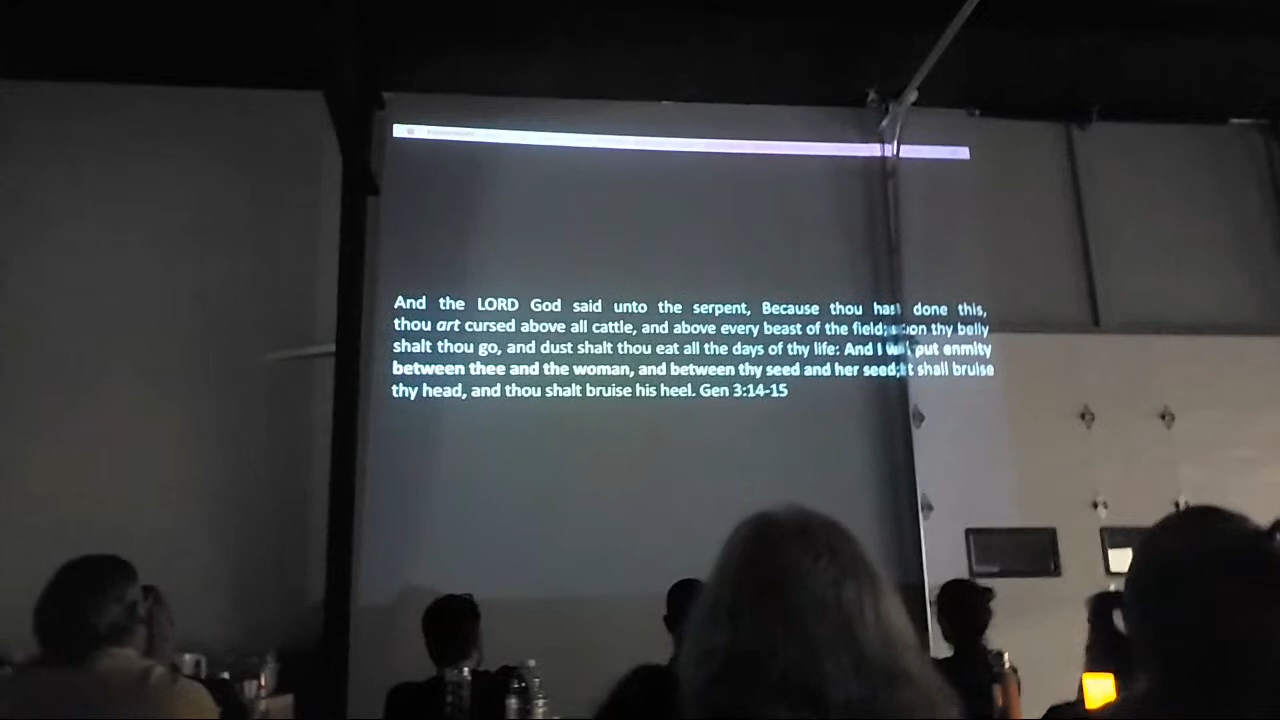 And the LORD God said unto the serpent, Because thou hast done this,
thou art cursed above all cattle, and above every beast of the field; upon thy belly
shalt thou go, and dust shalt thou eat all the days of thy life: And I will put enmity
between thee and the woman, and between thy seed and her seed; it shall bruise
thy head, and thou shalt bruise his heel. Gen 3:14-15